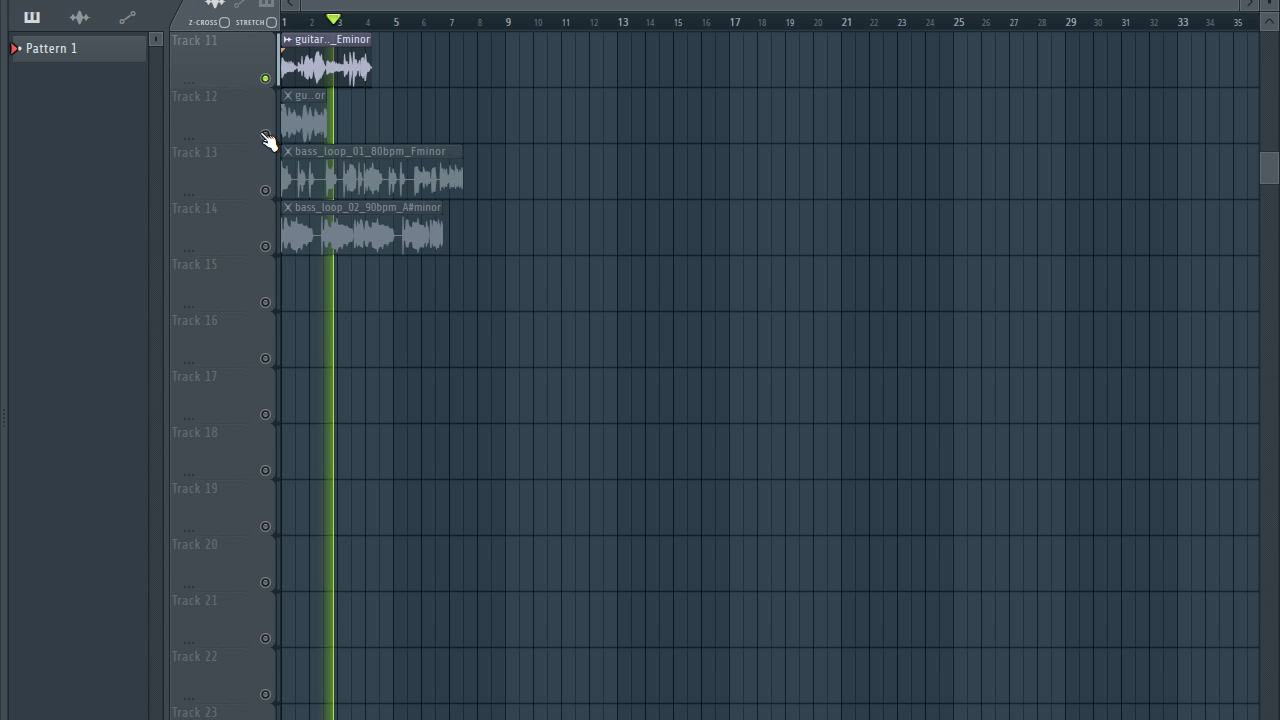 Z-CROSS STRETCH 1 2 3 4 5 6 7 8 9 10 11 12 13 14 15 16 17 18 19 20 21 22 23 24 25 26 27 28 29 30 31 32 33 34 35
Pattern 1
Track 11 guitar.._Eminor
Track 12 gu..or
Track 13 bass_loop_01_80bpm_Fminor
Track 14 bass_loop_02_90bpm_A#minor
Track 15
Track 16
Track 17
Track 18
Track 19
Track 20
Track 21
Track 22
Track 23